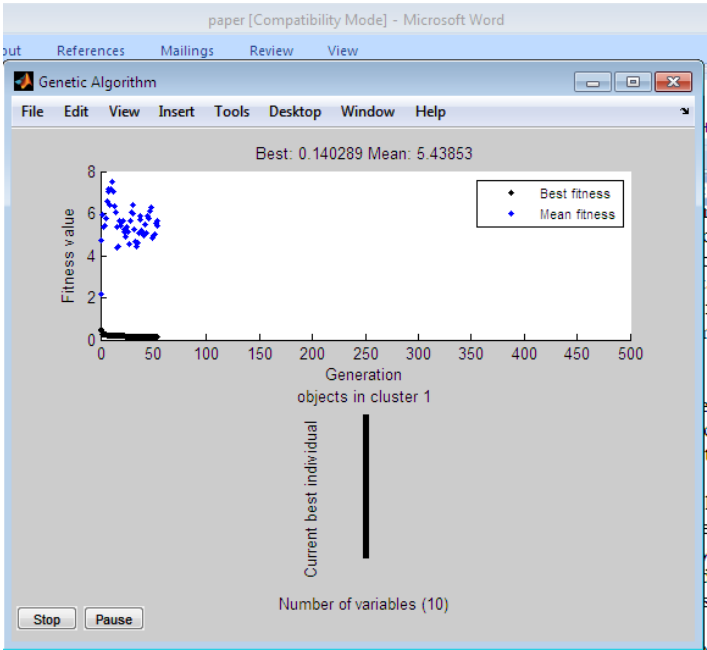 paper [Compatibility Mode] - Microsoft Word
References Mailings Review View
Genetic Algorithm
File Edit View Insert Tools Desktop Window Help
Best: 0.140289 Mean: 5.43853
8
6
4
2
0
Fitness value
Best fitness
Mean fitness
0 50 100 150 200 250 300 350 400 450 500
Generation
objects in cluster 1
Current best individual
Number of variables (10)
Stop Pause